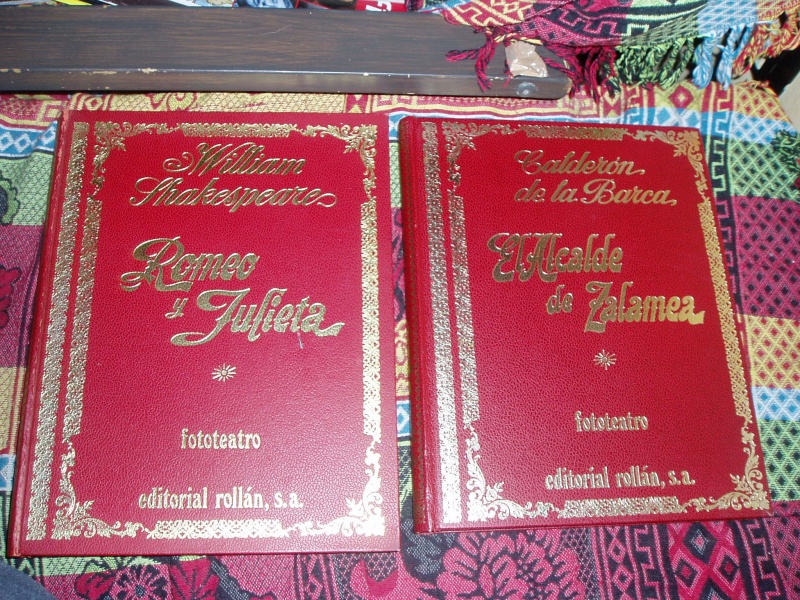 William
Shakespeare
Romeo
y Julieta
fototeatro
editorial rollán, s.a.
Calderón
de la Barca
El Alcalde
de Zalamea
fototeatro
editorial rollán, s.a.